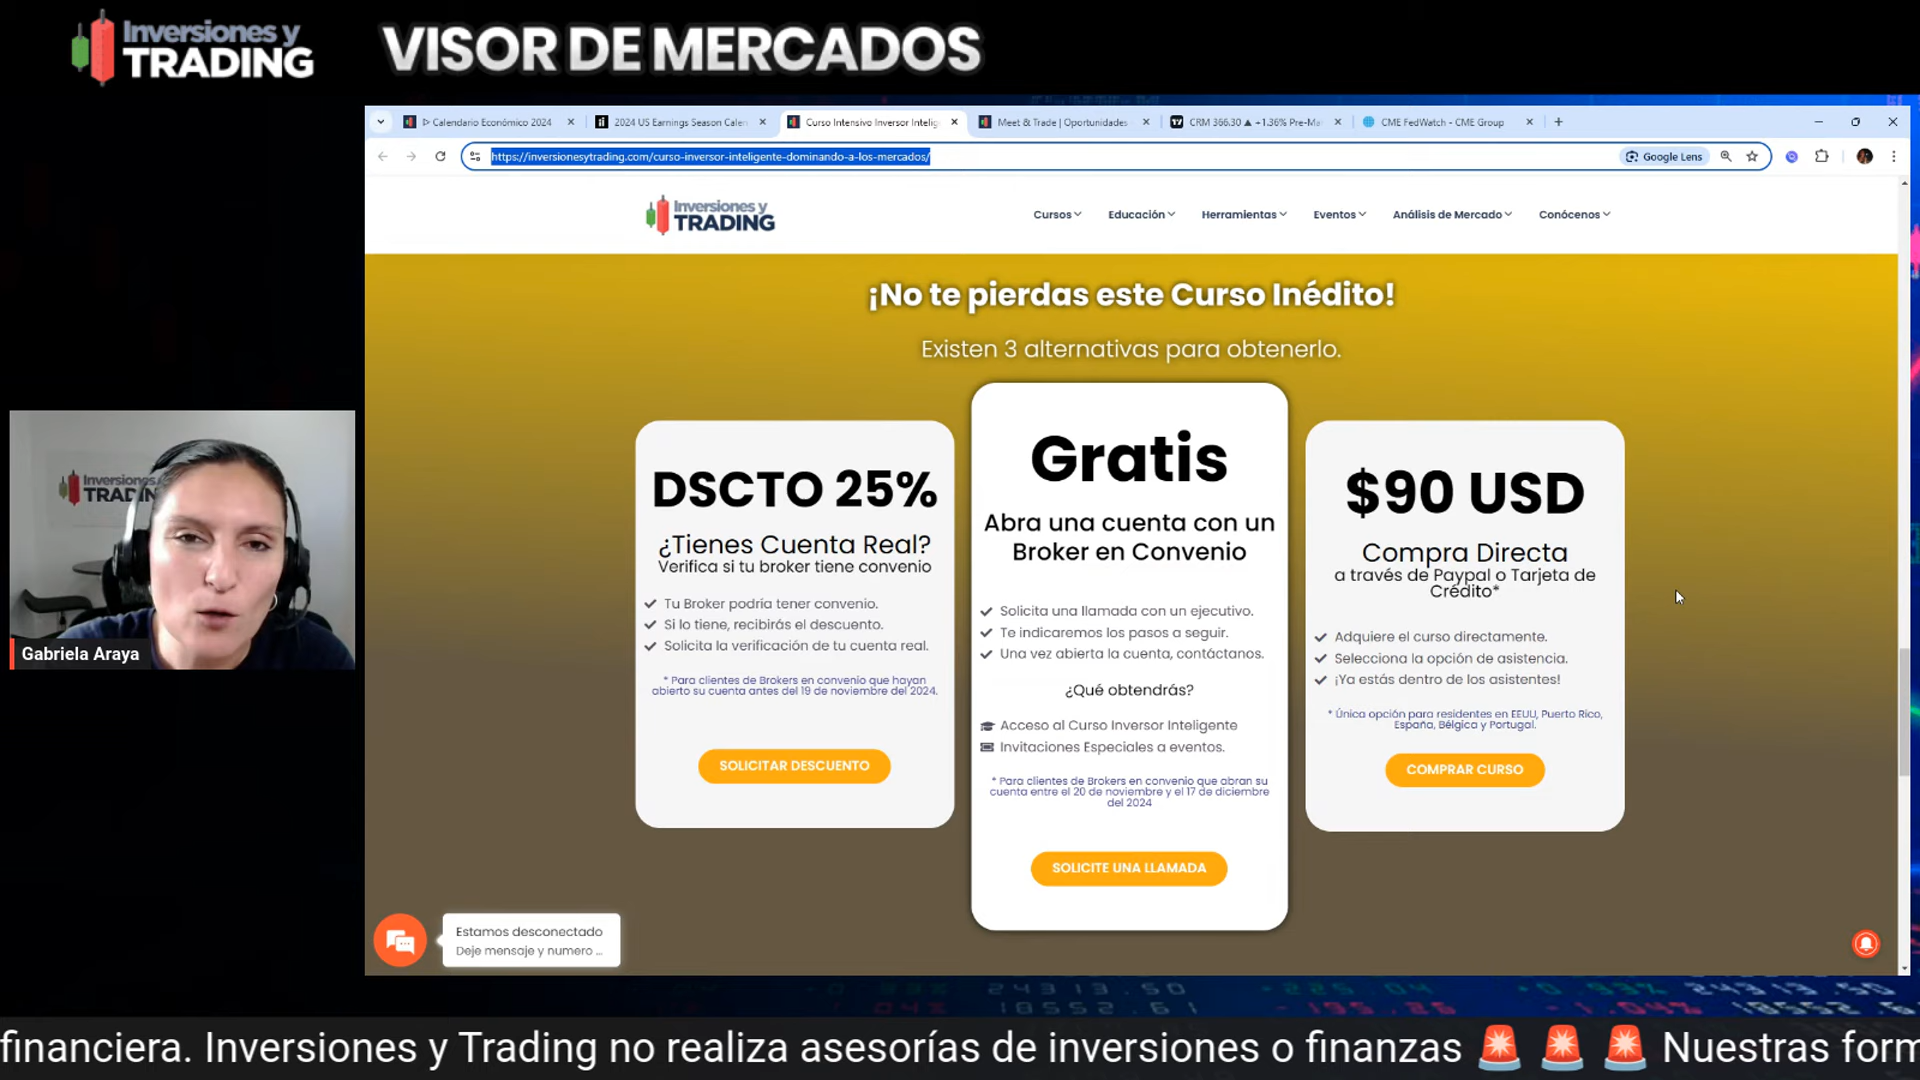 Inversiones y
TRADING
VISOR DE MERCADOS
Calendario Económico 2024
2024 US Earnings Season Calen
Curso Intensivo Inversor Intelig
Meet & Trade | Oportunidades
CRM 366.30 ▲ +1.36% Pre-Ma
CME FedWatch - CME Group
https://inversionesytrading.com/curso-inversor-inteligente-dominando-a-los-mercados/
Google Lens
Inversiones y
TRADING
Cursos
Educación
Herramientas
Eventos
Análisis de Mercado
Conócenos
¡No te pierdas este Curso Inédito!
Existen 3 alternativas para obtenerlo.
DSCTO 25%
¿Tienes Cuenta Real?
Verifica si tu broker tiene convenio
Tu Broker podría tener convenio.
Si lo tiene, recibirás el descuento.
Solicita la verificación de tu cuenta real.
* Para clientes de Brokers en convenio que hayan
abierto su cuenta antes del 19 de noviembre del 2024.
SOLICITAR DESCUENTO
Gratis
Abra una cuenta con un
Broker en Convenio
Solicita una llamada con un ejecutivo.
Te indicaremos los pasos a seguir.
Una vez abierta la cuenta, contáctanos.
¿Qué obtendrás?
Acceso al Curso Inversor Inteligente
Invitaciones Especiales a eventos.
* Para clientes de Brokers en convenio que abran su
cuenta entre el 20 de noviembre y el 17 de diciembre
del 2024
SOLICITE UNA LLAMADA
$90 USD
Compra Directa
a través de Paypal o Tarjeta de
Crédito*
Adquiere el curso directamente.
Selecciona la opción de asistencia.
¡Ya estás dentro de los asistentes!
* Única opción para residentes en EEUU, Puerto Rico,
España, Bélgica y Portugal.
COMPRAR CURSO
Gabriela Araya
Estamos desconectado
Deje mensaje y numero ...
financiera. Inversiones y Trading no realiza asesorías de inversiones o finanzas 🚨 🚨 🚨 Nuestras form